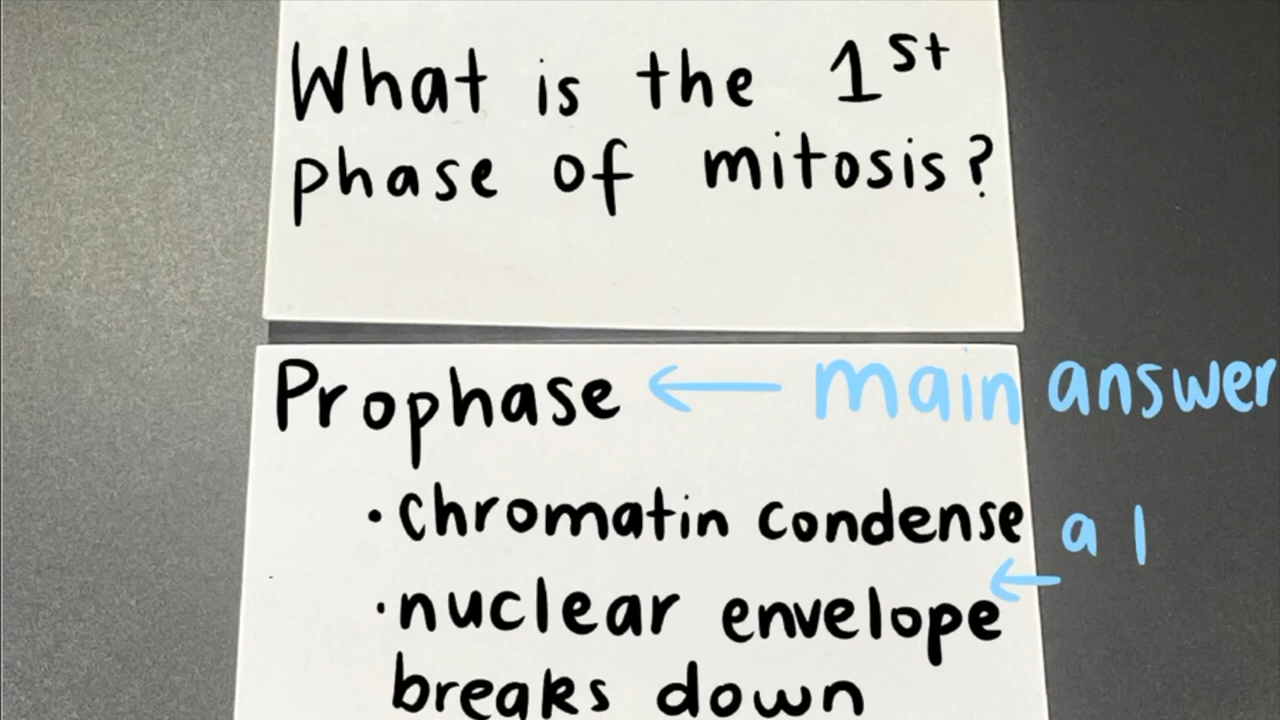 What is the 1st
phase of mitosis?
Prophase ← main answer
• chromatin condense
a l
←
• nuclear envelope
breaks down